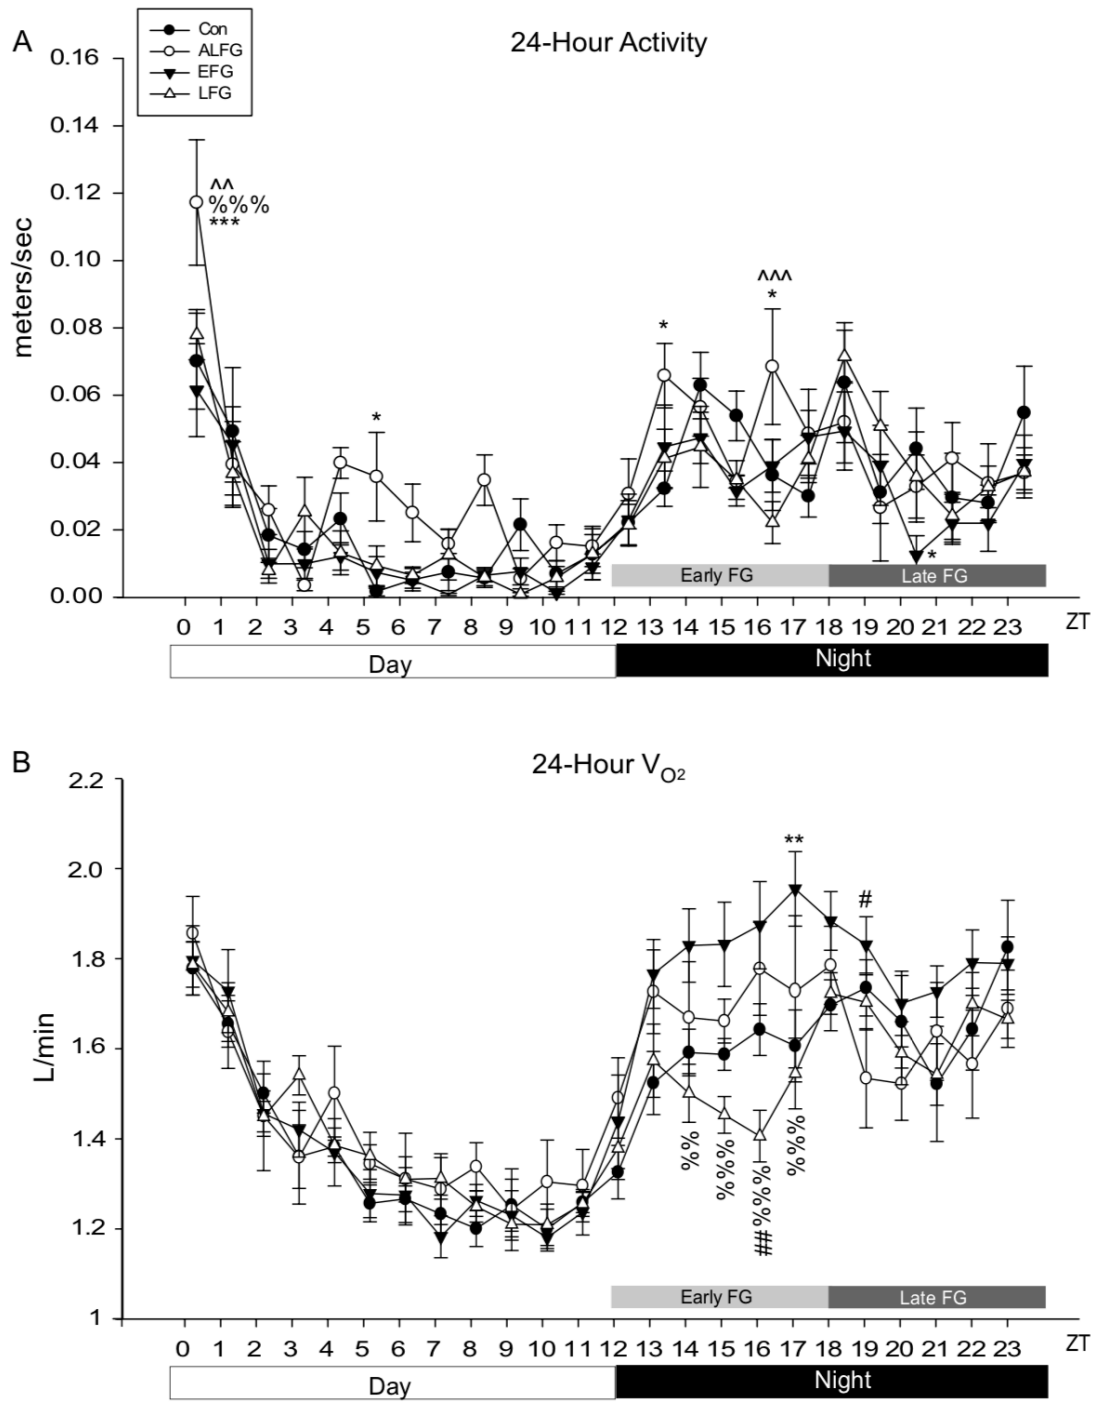 A
Con
ALFG
EFG
LFG
24-Hour Activity
0.16
0.14
0.12
0.10
0.08
0.06
0.04
0.02
0.00
meters/sec
^^
%%%
***
*
*
^^^
*
*
Early FG
Late FG
0 1 2 3 4 5 6 7 8 9 10 11 12 13 14 15 16 17 18 19 20 21 22 23
ZT
Day
Night
B
24-Hour VO2
2.2
2.0
1.8
1.6
1.4
1.2
1
L/min
**
#
%%
%%%
##%%%
%%%
Early FG
Late FG
0 1 2 3 4 5 6 7 8 9 10 11 12 13 14 15 16 17 18 19 20 21 22 23
ZT
Day
Night